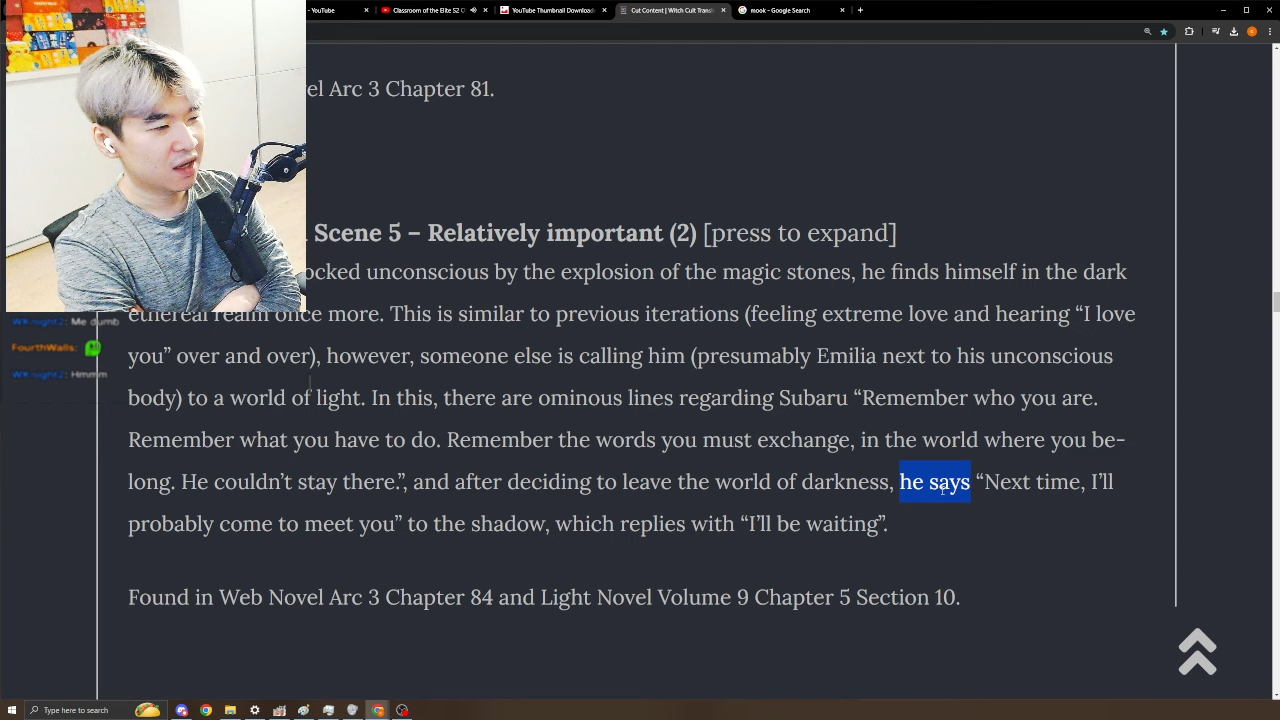 - YouTube
Classroom of the Elite S2 O
YouTube Thumbnail Download
Cut Content | Witch Cult Transl
mook - Google Search
el Arc 3 Chapter 81.
Scene 5 – Relatively important (2) [press to expand]
ocked unconscious by the explosion of the magic stones, he finds himself in the dark
ethereal realm once more. This is similar to previous iterations (feeling extreme love and hearing “I love
you” over and over), however, someone else is calling him (presumably Emilia next to his unconscious
body) to a world of light. In this, there are ominous lines regarding Subaru “Remember who you are.
Remember what you have to do. Remember the words you must exchange, in the world where you be-
long. He couldn’t stay there.”, and after deciding to leave the world of darkness, he says “Next time, I’ll
probably come to meet you” to the shadow, which replies with “I’ll be waiting”.
Found in Web Novel Arc 3 Chapter 84 and Light Novel Volume 9 Chapter 5 Section 10.
Me dumb
FourthWalls:
Hmmm
Type here to search